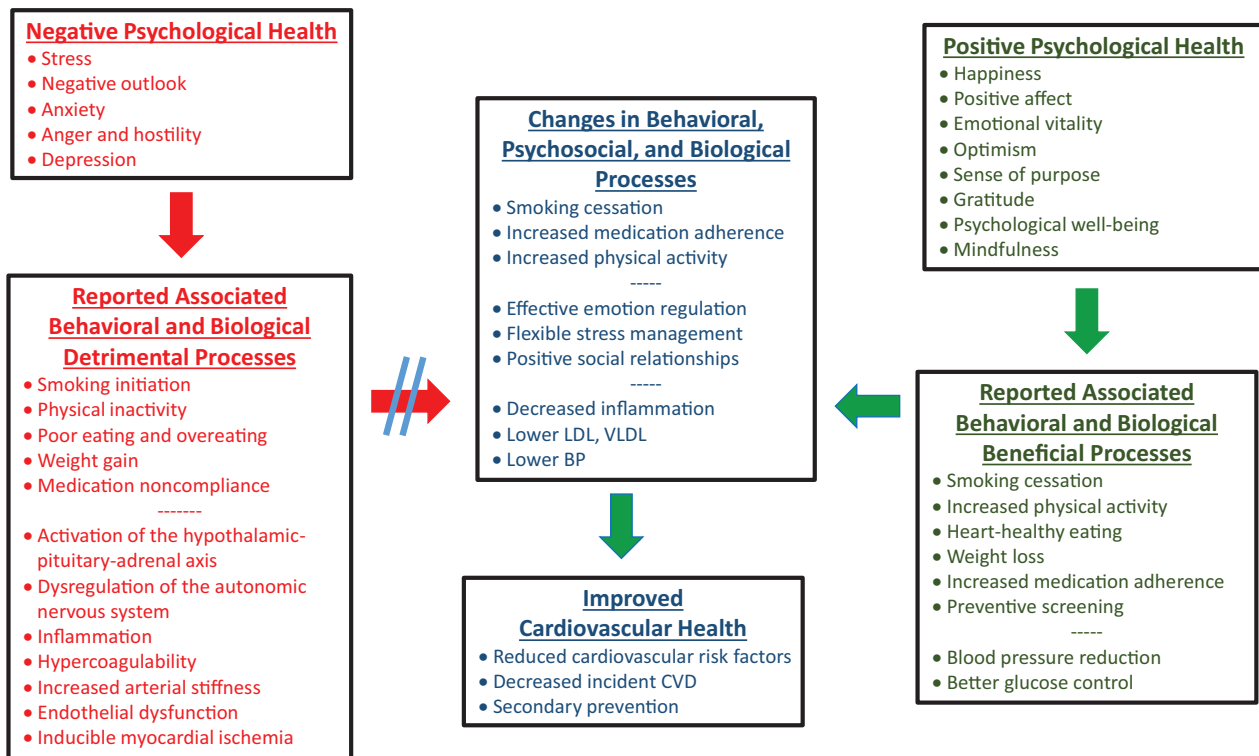 Negative Psychological Health
• Stress
• Negative outlook
• Anxiety
• Anger and hostility
• Depression
Reported Associated
Behavioral and Biological
Detrimental Processes
• Smoking initiation
• Physical inactivity
• Poor eating and overeating
• Weight gain
• Medication noncompliance
-------
• Activation of the hypothalamic-
pituitary-adrenal axis
• Dysregulation of the autonomic
nervous system
• Inflammation
• Hypercoagulability
• Increased arterial stiffness
• Endothelial dysfunction
• Inducible myocardial ischemia
Changes in Behavioral,
Psychosocial, and Biological
Processes
• Smoking cessation
• Increased medication adherence
• Increased physical activity
-----
• Effective emotion regulation
• Flexible stress management
• Positive social relationships
-----
• Decreased inflammation
• Lower LDL, VLDL
• Lower BP
Improved
Cardiovascular Health
• Reduced cardiovascular risk factors
• Decreased incident CVD
• Secondary prevention
Positive Psychological Health
• Happiness
• Positive affect
• Emotional vitality
• Optimism
• Sense of purpose
• Gratitude
• Psychological well-being
• Mindfulness
Reported Associated
Behavioral and Biological
Beneficial Processes
• Smoking cessation
• Increased physical activity
• Heart-healthy eating
• Weight loss
• Increased medication adherence
• Preventive screening
-----
• Blood pressure reduction
• Better glucose control